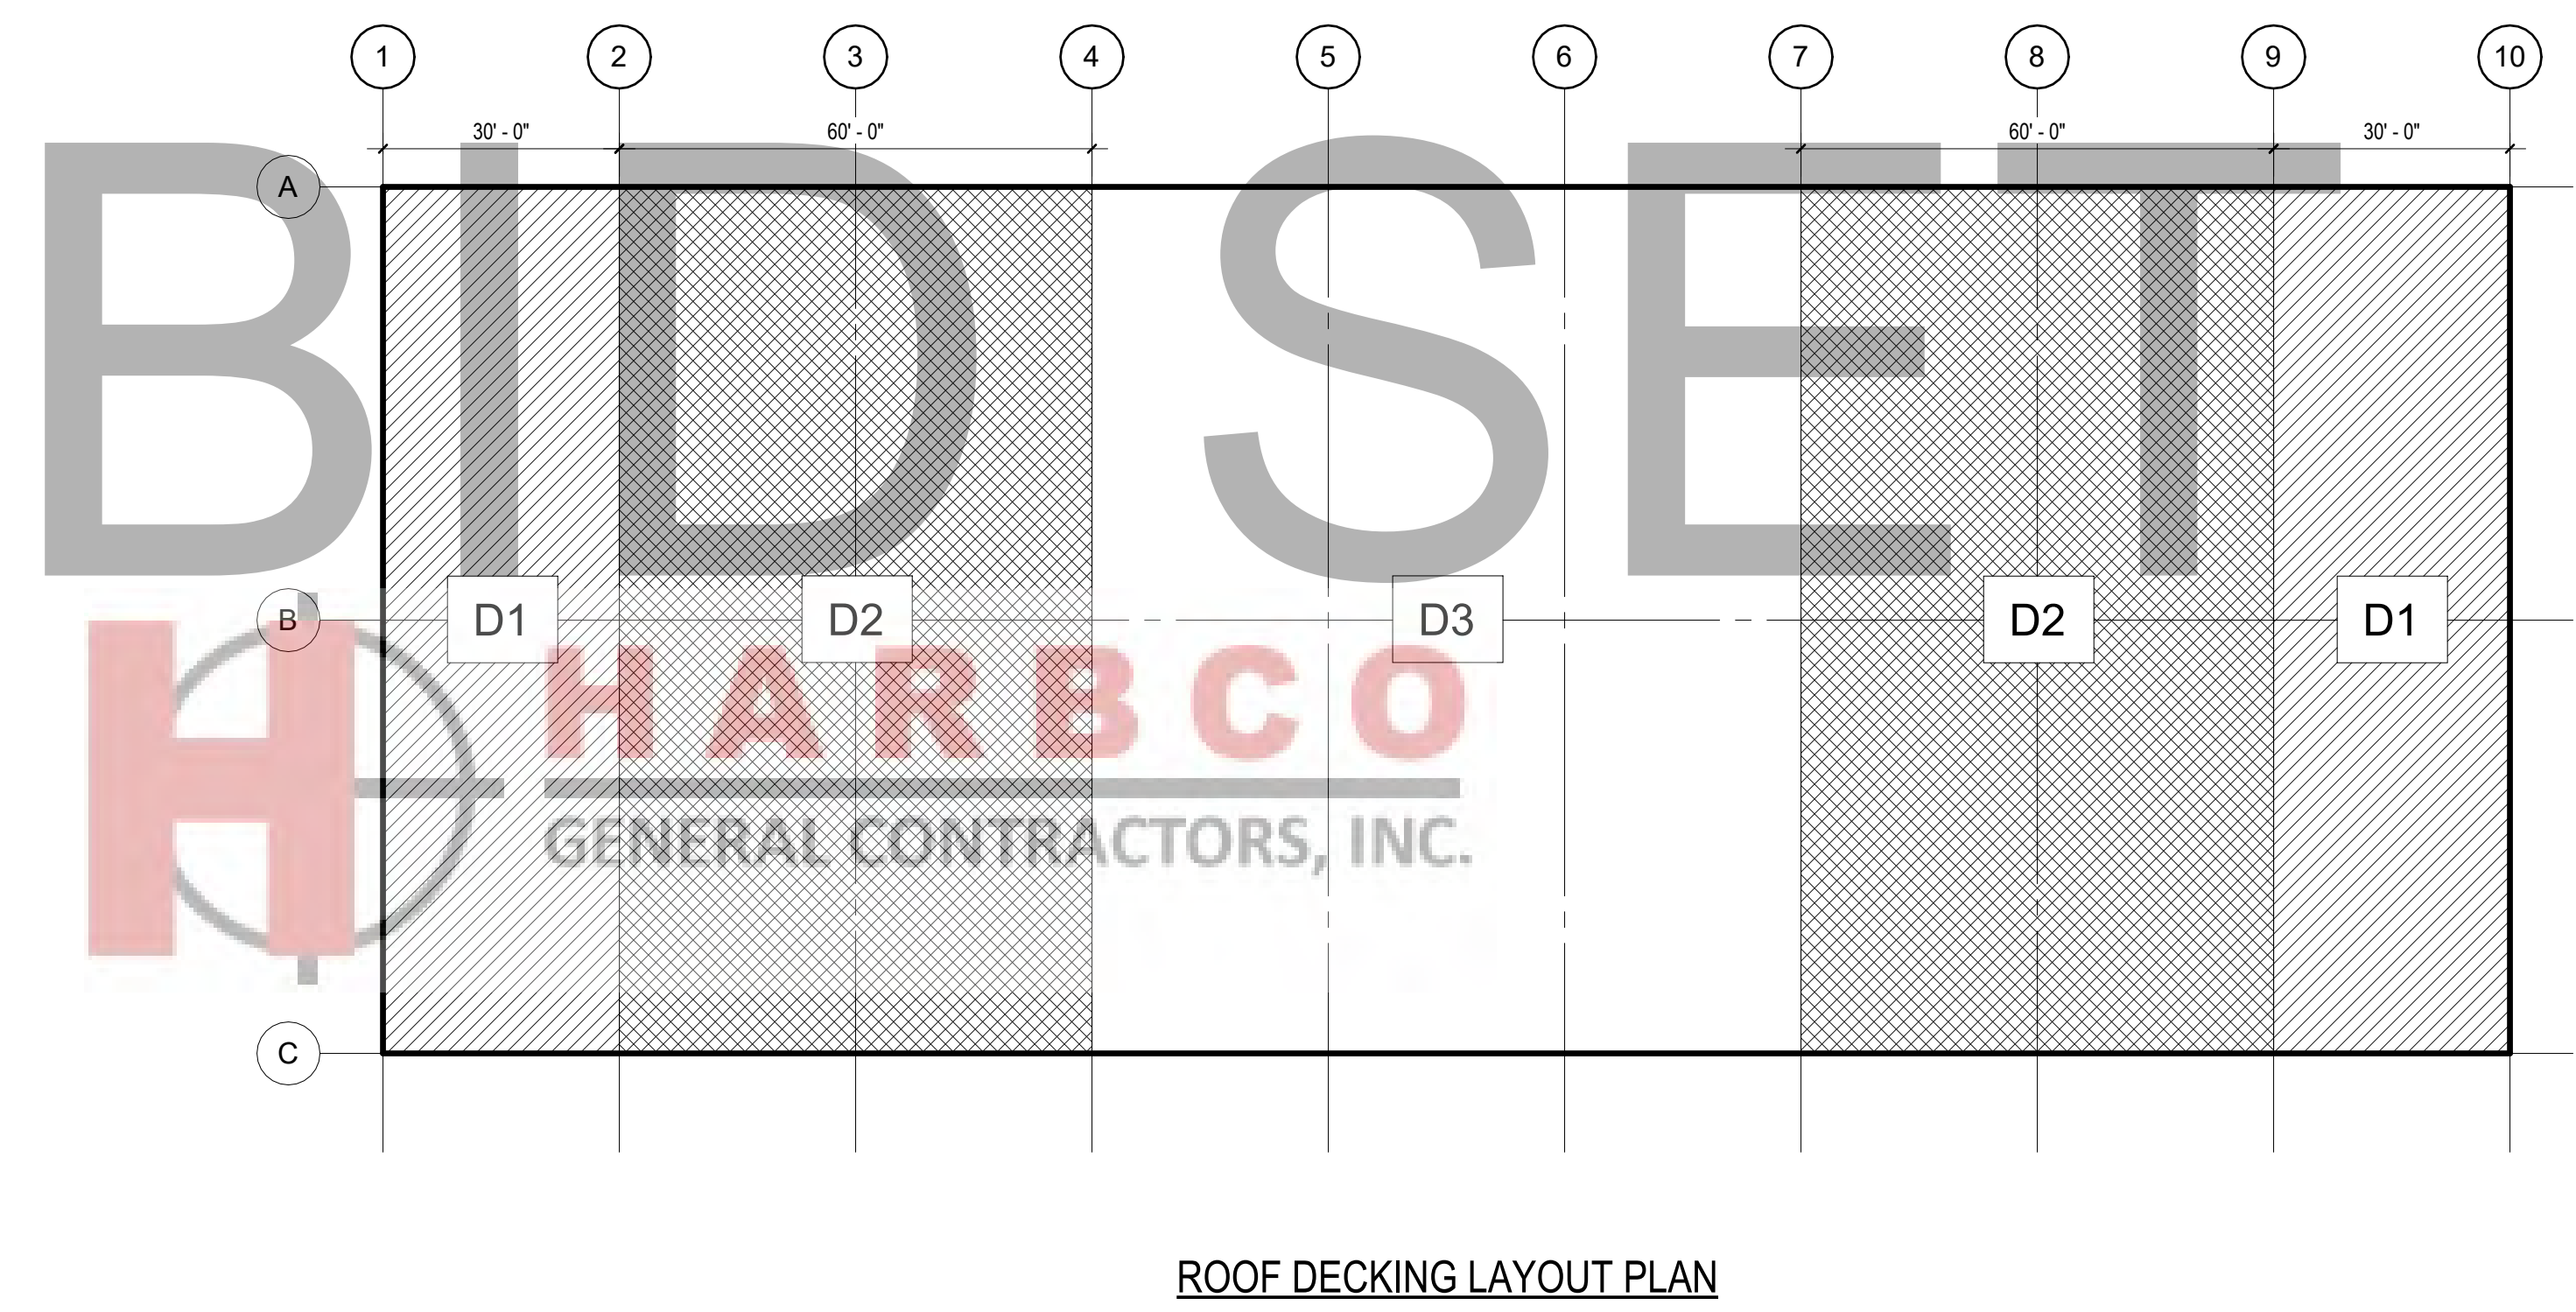 1 2 3 4 5 6 7 8 9 10
30' - 0" 60' - 0" 60' - 0" 30' - 0"
BID SET
A
B D1 D2 D3 D2 D1
H HARBCO
GENERAL CONTRACTORS, INC.
C
ROOF DECKING LAYOUT PLAN